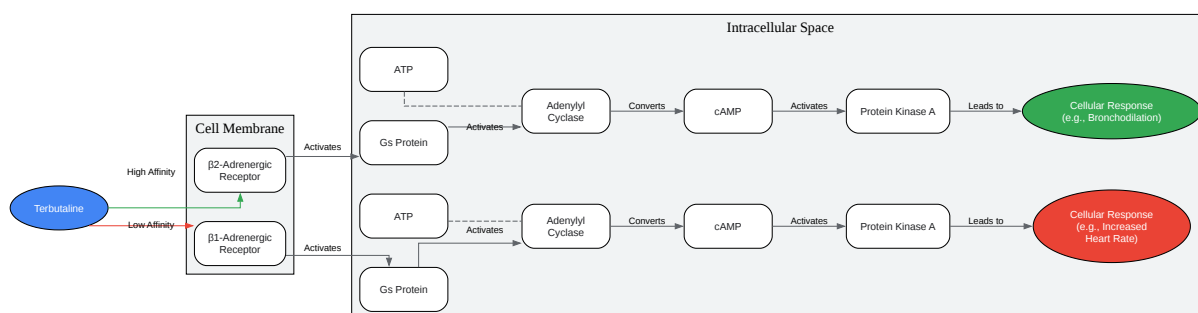 Intracellular Space
ATP
Adenylyl
Cyclase
Converts
cAMP
Activates
Protein Kinase A
Leads to
Cellular Response
(e.g., Bronchodilation)
Activates
Gs Protein
Cell Membrane
Activates
β2-Adrenergic
Receptor
High Affinity
Terbutaline
Low Affinity
β1-Adrenergic
Receptor
Activates
ATP
Activates
Adenylyl
Cyclase
Converts
cAMP
Activates
Protein Kinase A
Leads to
Cellular Response
(e.g., Increased
Heart Rate)
Gs Protein